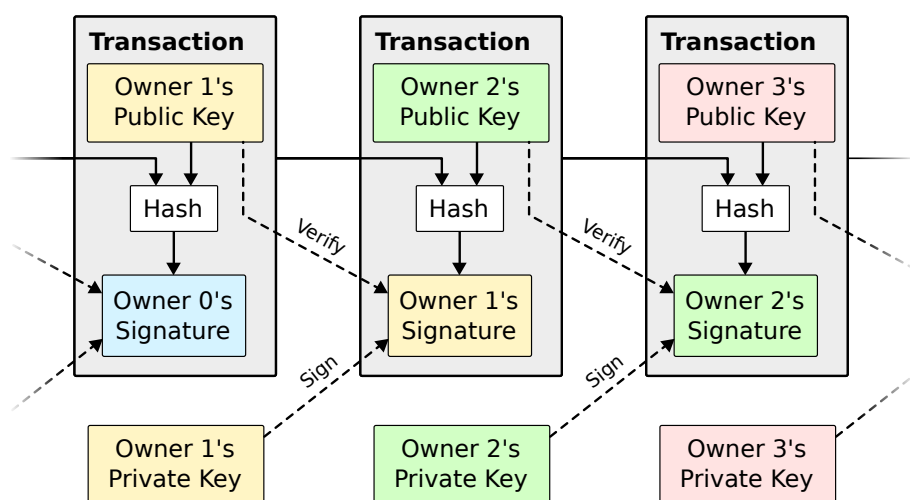 Transaction
Owner 1's
Public Key
Hash
Owner 0's
Signature
Owner 1's
Private Key
Verify
Sign
Transaction
Owner 2's
Public Key
Hash
Owner 1's
Signature
Owner 2's
Private Key
Verify
Sign
Transaction
Owner 3's
Public Key
Hash
Owner 2's
Signature
Owner 3's
Private Key